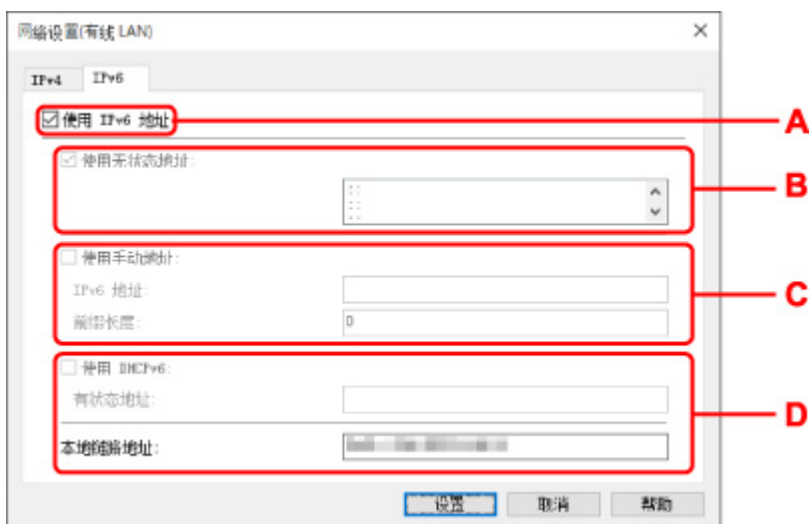 网络设置(有线 LAN)
IPv4 IPv6
使用 IPv6 地址 A
使用无状态地址: B
::
::
::
使用手动地址:
IPv6 地址: C
前缀长度: 0
使用 DHCPv6:
有状态地址: D
本地链路地址:
设置 取消 帮助